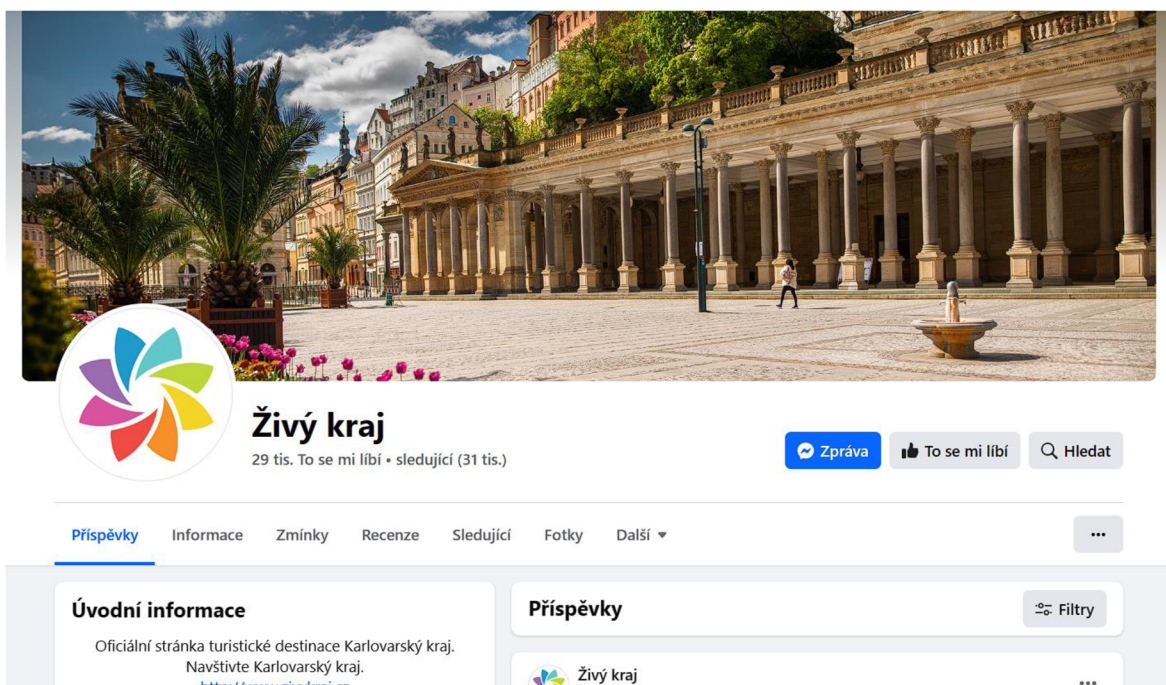 Živý kraj
29 tis. To se mi líbí • sledující (31 tis.)
Zpráva
To se mi líbí
Hledat
Příspěvky
Informace
Zmínky
Recenze
Sledující
Fotky
Další
Úvodní informace
Oficiální stránka turistické destinace Karlovarský kraj.
Navštivte Karlovarský kraj.
Příspěvky
Filtry
Živý kraj